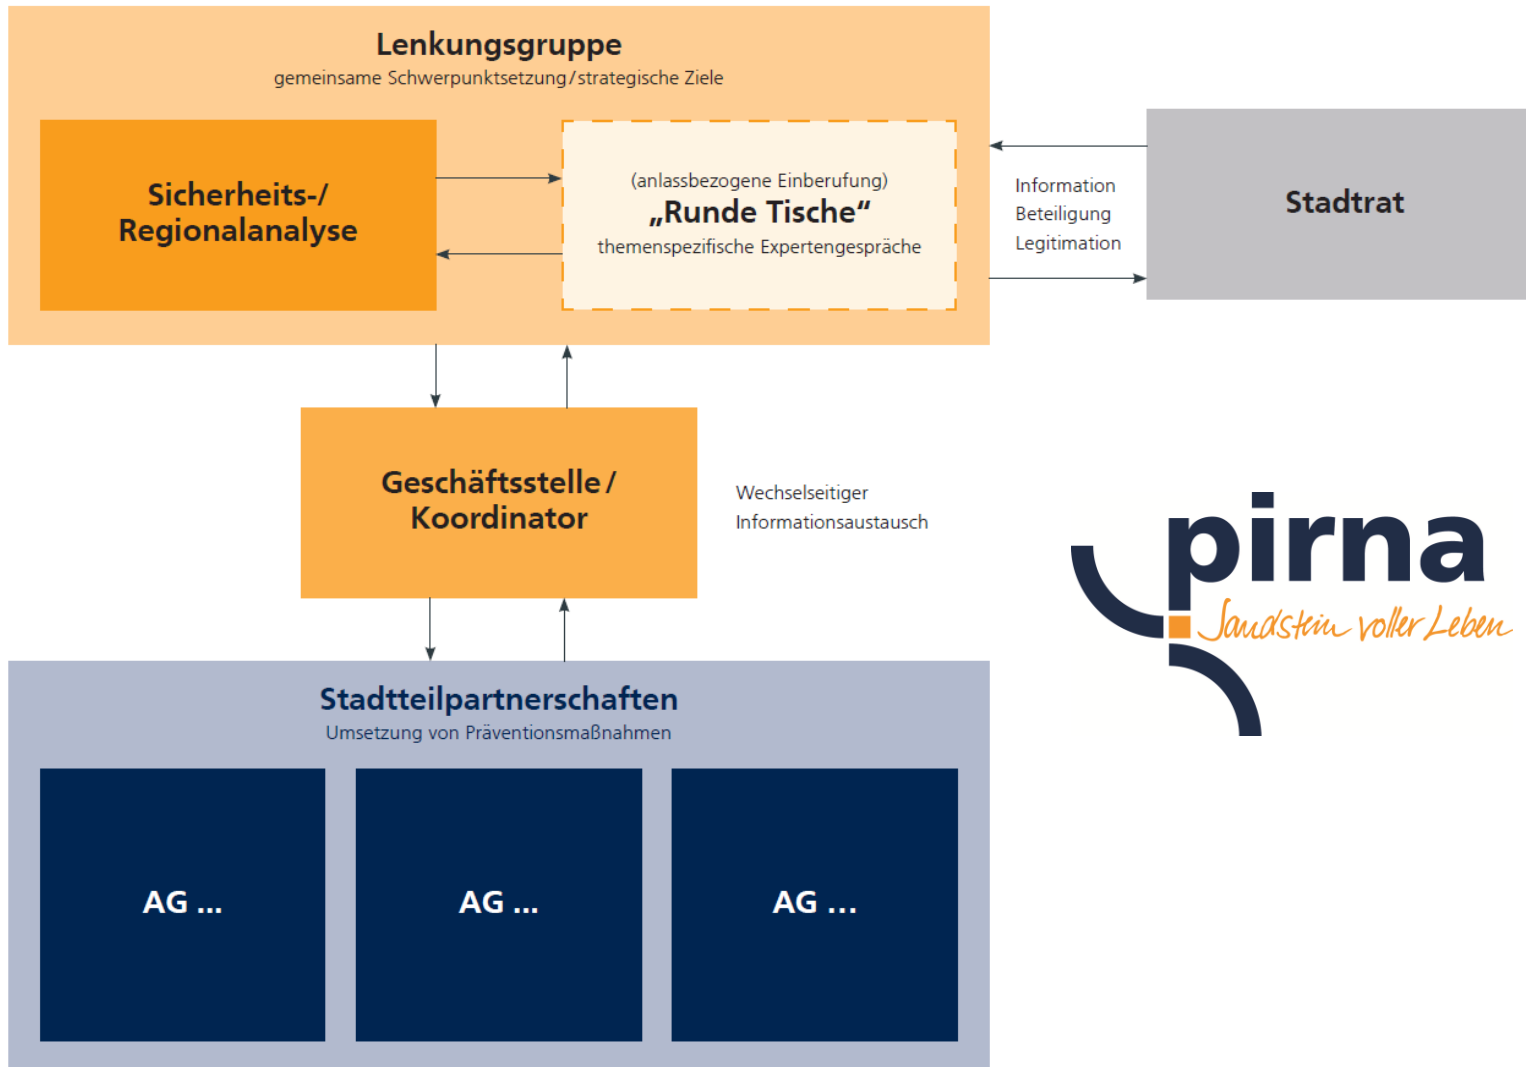 Lenkungsgruppe
gemeinsame Schwerpunktsetzung/strategische Ziele
Sicherheits-/
Regionalanalyse
(anlassbezogene Einberufung)
„Runde Tische“
themenspezifische Expertengespräche
Information
Beteiligung
Legitimation
Stadtrat
Geschäftsstelle/
Koordinator
Wechselseitiger
Informationsaustausch
pirna
Sandstein voller Leben
Stadtteilpartnerschaften
Umsetzung von Präventionsmaßnahmen
AG ...
AG ...
AG ...